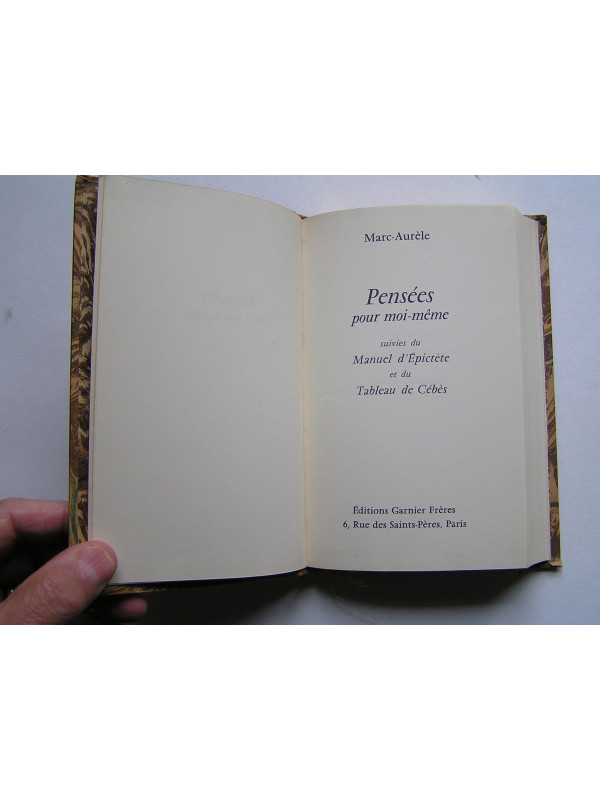 Marc-Aurèle
Pensées
pour moi-même
suivies du
Manuel d'Épictète
et du
Tableau de Cébès
Éditions Garnier Frères
6, Rue des Saints-Pères, Paris